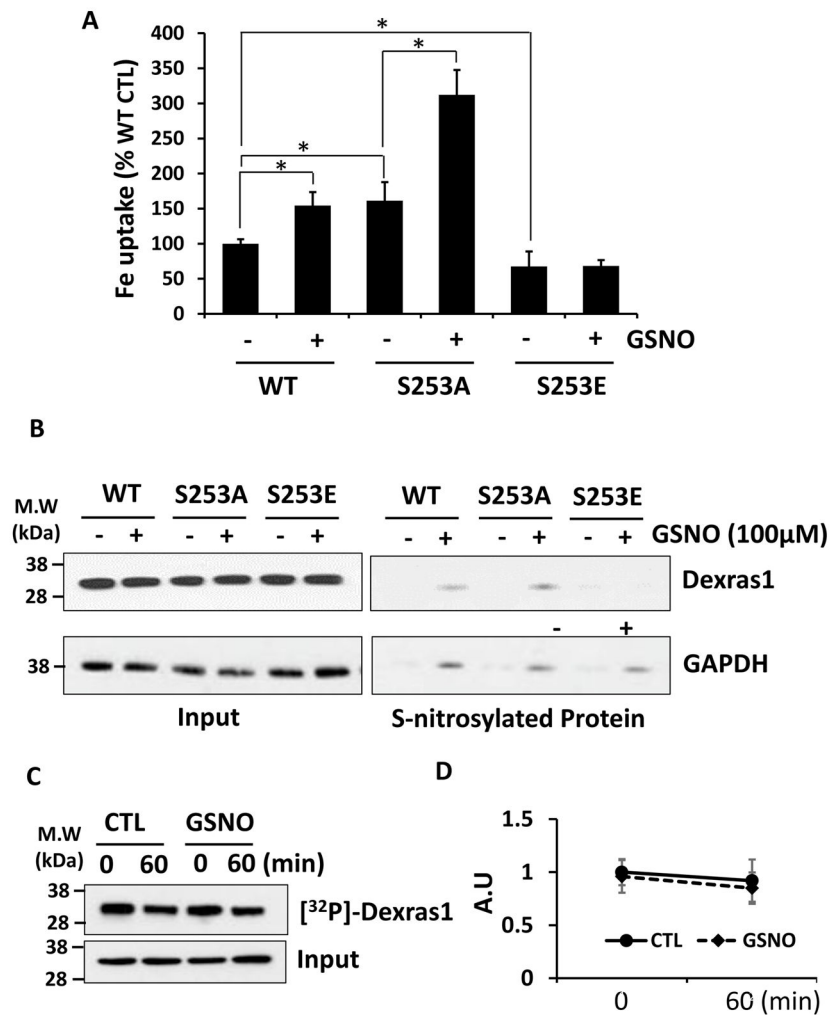 A
Fe uptake (% WT CTL)
400
350
300
250
200
150
100
50
0
*
*
*
*
- + - + - + GSNO
WT S253A S253E
B
M.W (kDa)
WT S253A S253E
- + - + - +
WT S253A S253E
- + - + - + GSNO (100μM)
38
28
Dexras1
- +
38
GAPDH
Input
S-nitrosylated Protein
C
M.W (kDa)
CTL GSNO
0 60 0 60 (min)
38
28
[³²P]-Dexras1
38
28
Input
D
A.U
1.5
1
0.5
0
CTL GSNO
0 60 (min)